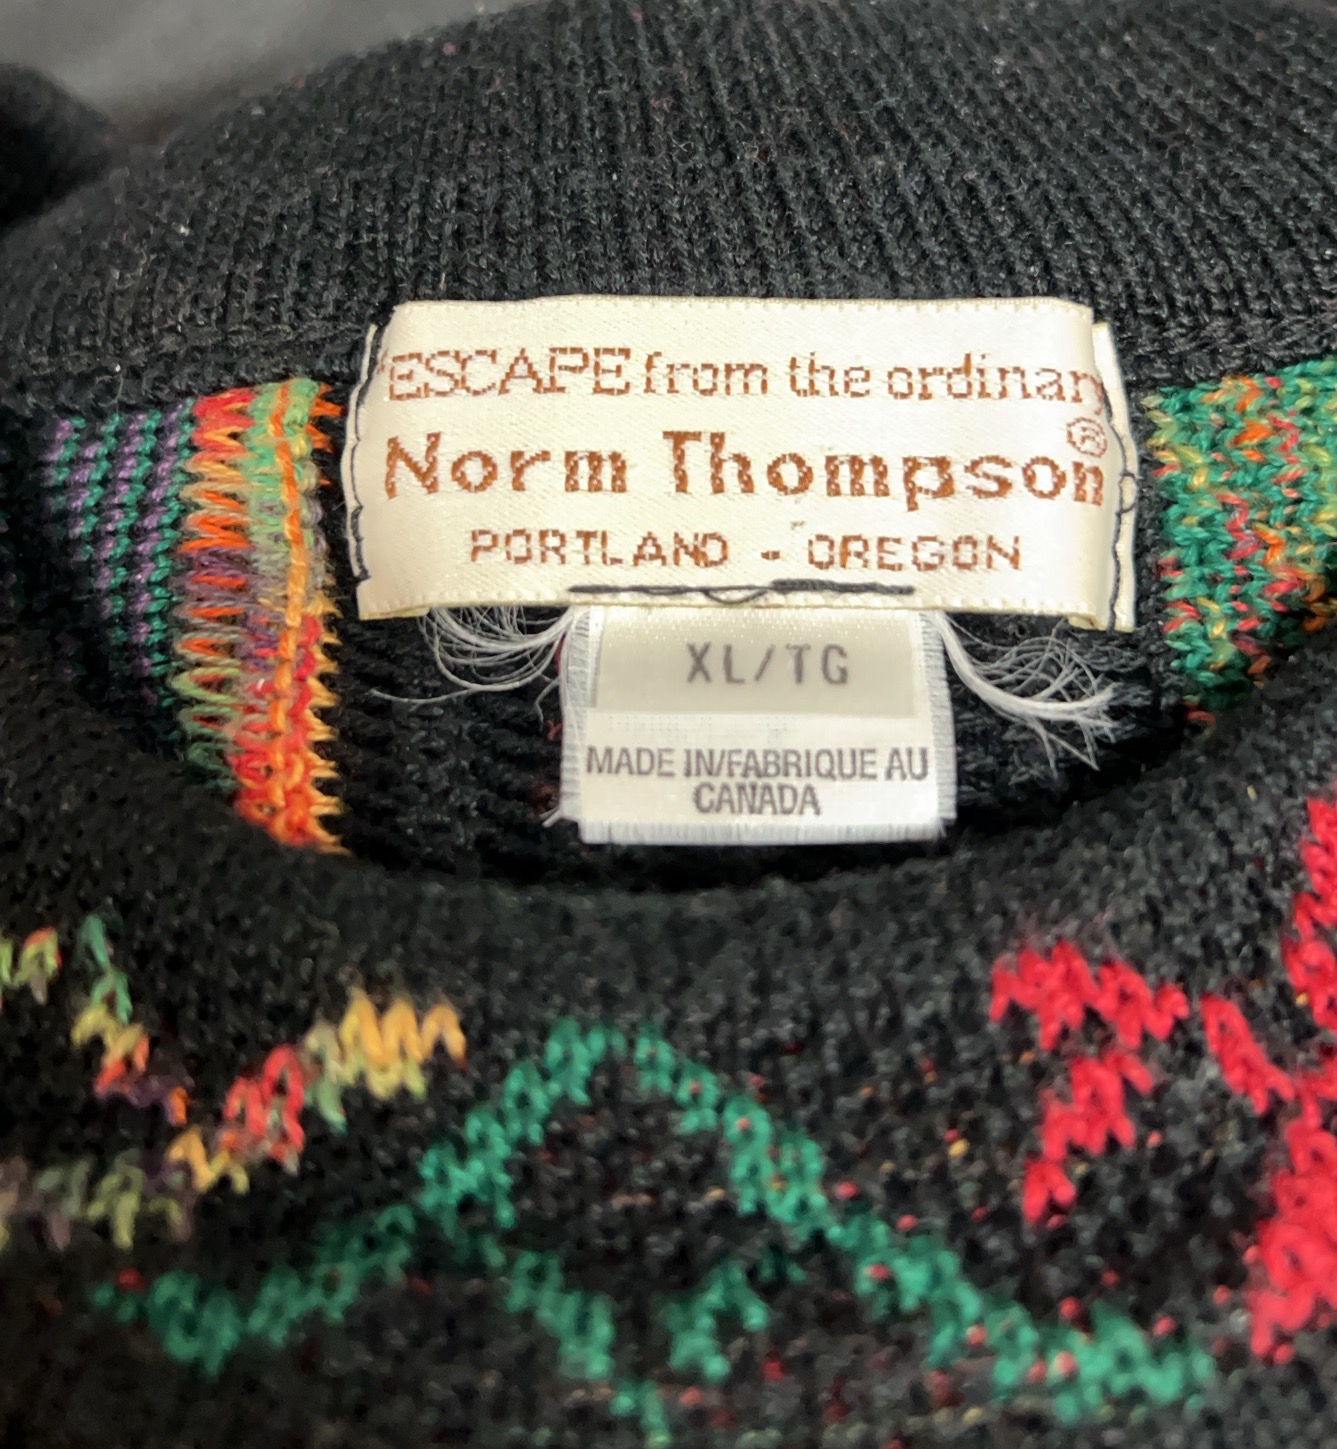 "ESCAPE from the ordinary
Norm Thompson®
PORTLAND - OREGON
XL/TG
MADE IN/FABRIQUE AU
CANADA